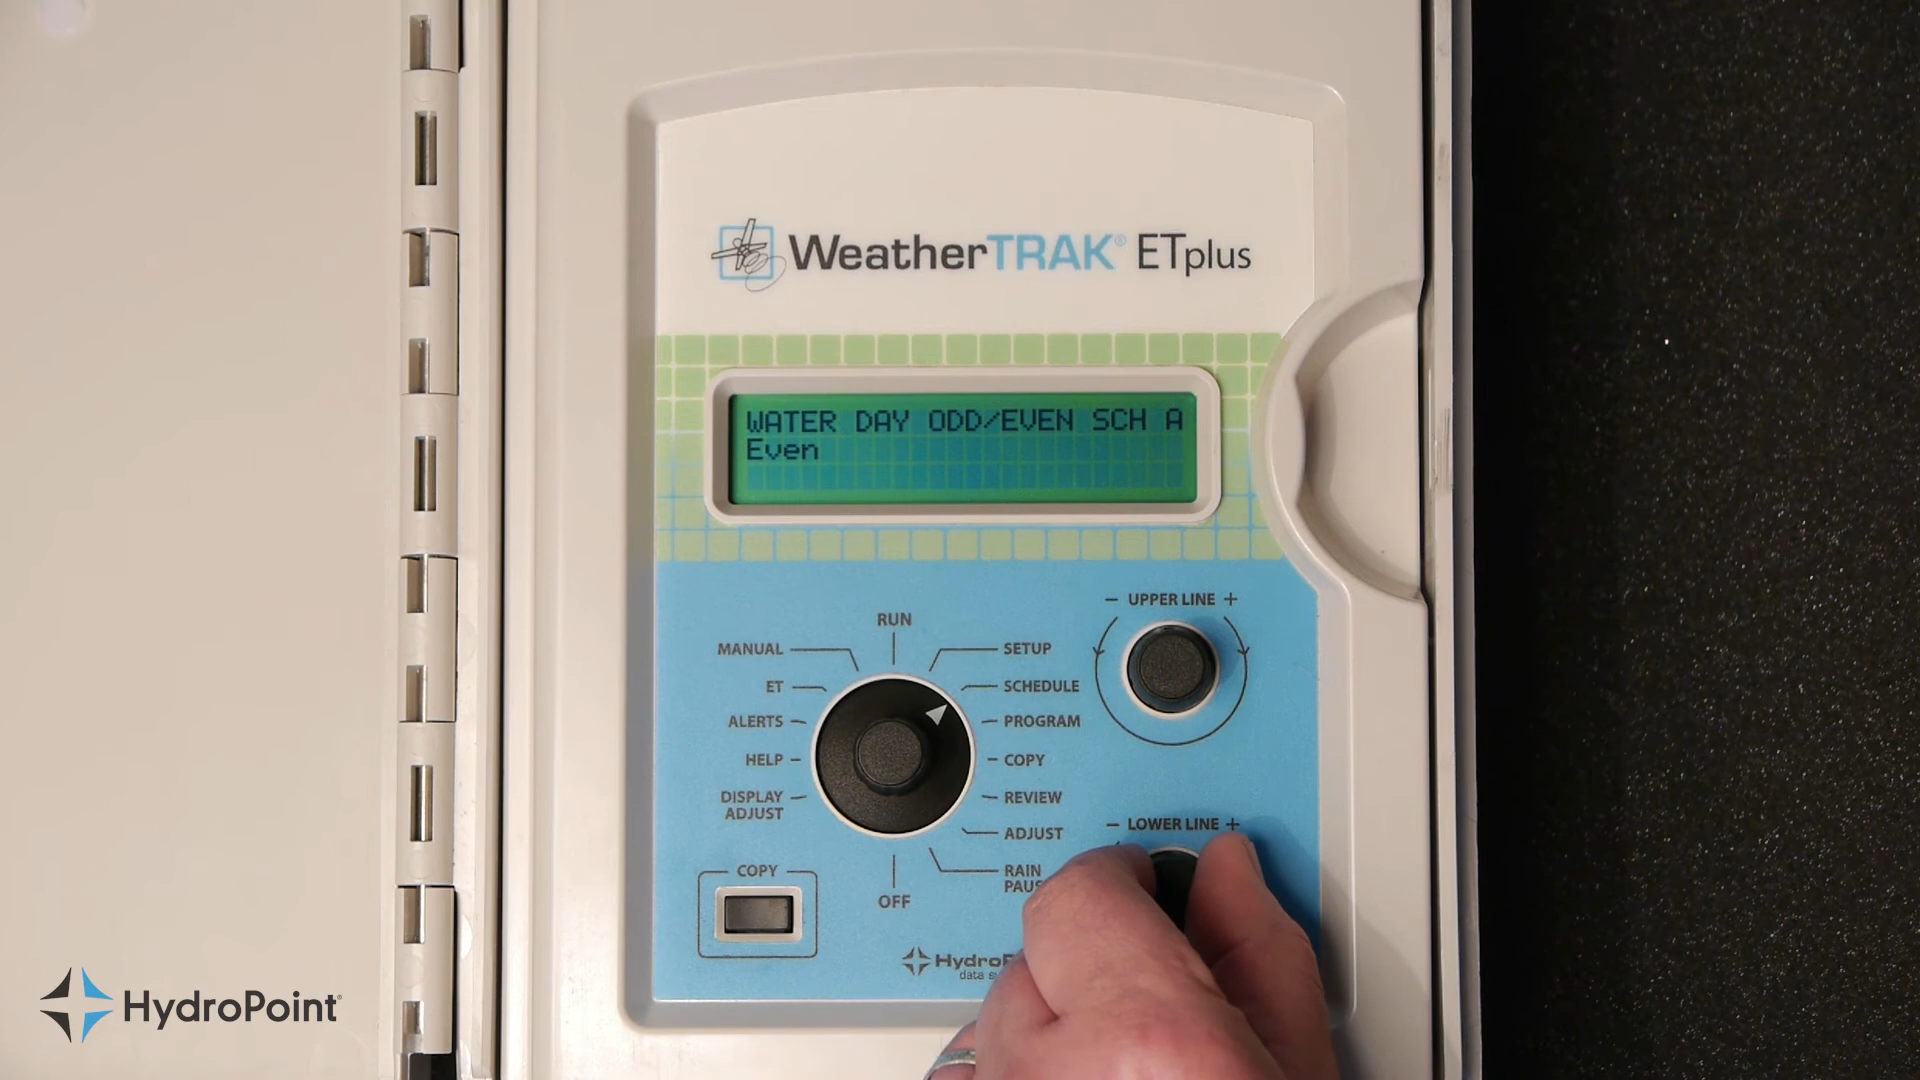 WeatherTRAK® ETplus
WATER DAY ODD/EVEN SCH A
Even
− UPPER LINE +
RUN
MANUAL
SETUP
ET
SCHEDULE
ALERTS
PROGRAM
HELP
COPY
DISPLAY
ADJUST
REVIEW
ADJUST
− LOWER LINE +
RAIN
COPY
OFF
HydroPoint®